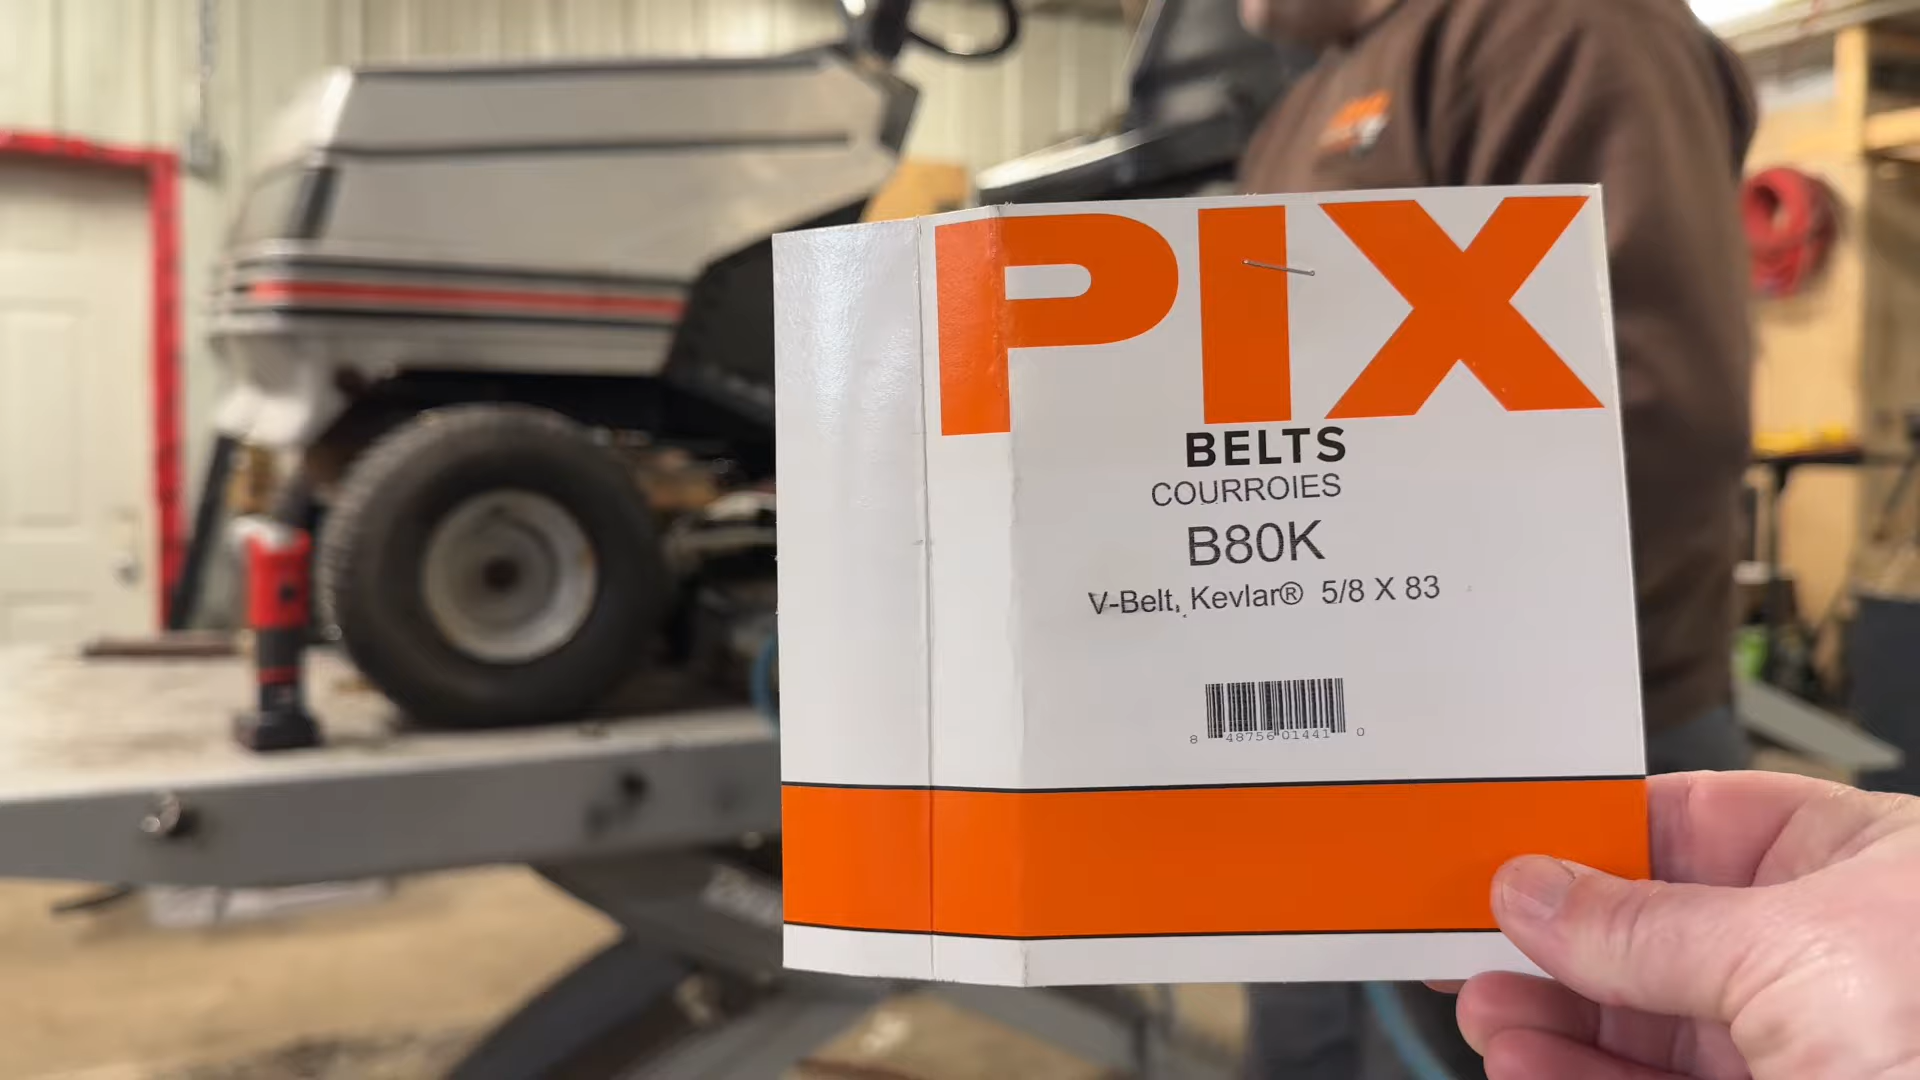 PIX
BELTS
COURROIES
B80K
V-Belt, Kevlar® 5/8 X 83
8 48756 01441 0